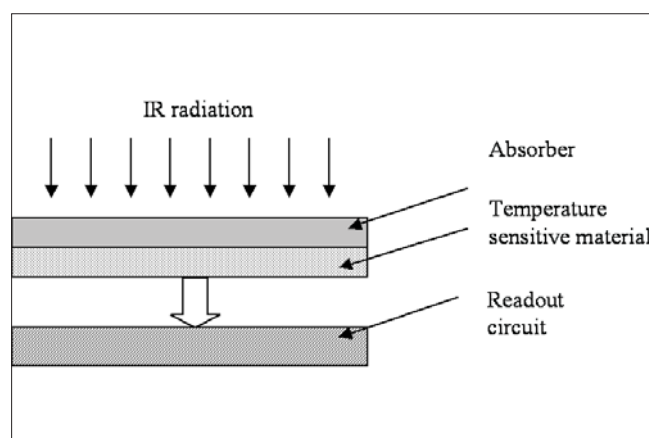 IR radiation
Absorber
Temperature
sensitive material
Readout
circuit